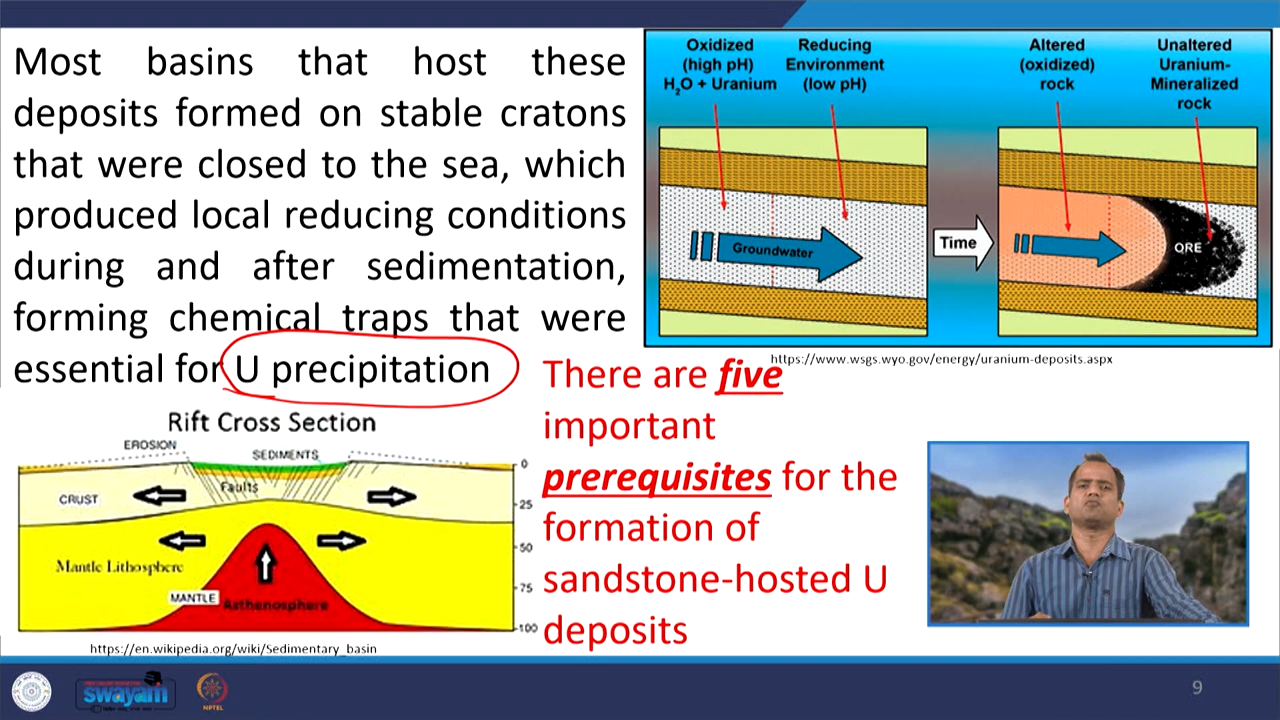 Most basins that host these
deposits formed on stable cratons
that were closed to the sea, which
produced local reducing conditions
during and after sedimentation,
forming chemical traps that were
essential for U precipitation
Oxidized
(high pH)
H₂O + Uranium
Reducing
Environment
(low pH)
Altered
(oxidized)
rock
Unaltered
Uranium-
Mineralized
rock
Groundwater
Time
ORE
https://www.wsgs.wyo.gov/energy/uranium-deposits.aspx
There are five
important
prerequisites for the
formation of
sandstone-hosted U
deposits
Rift Cross Section
EROSION
SEDIMENTS
Faults
CRUST
Mantle Lithosphere
MANTLE
Asthenosphere
0
25
50
75
100
https://en.wikipedia.org/wiki/Sedimentary_basin
swayam
NPTEL
9